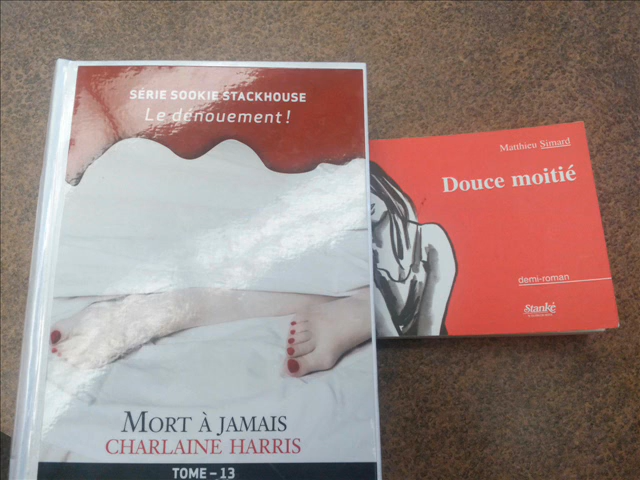 SÉRIE SOOKIE STACKHOUSE
Le dénouement !
MORT À JAMAIS
CHARLAINE HARRIS
TOME – 13
Matthieu Simard
Douce moitié
demi-roman
Stanké